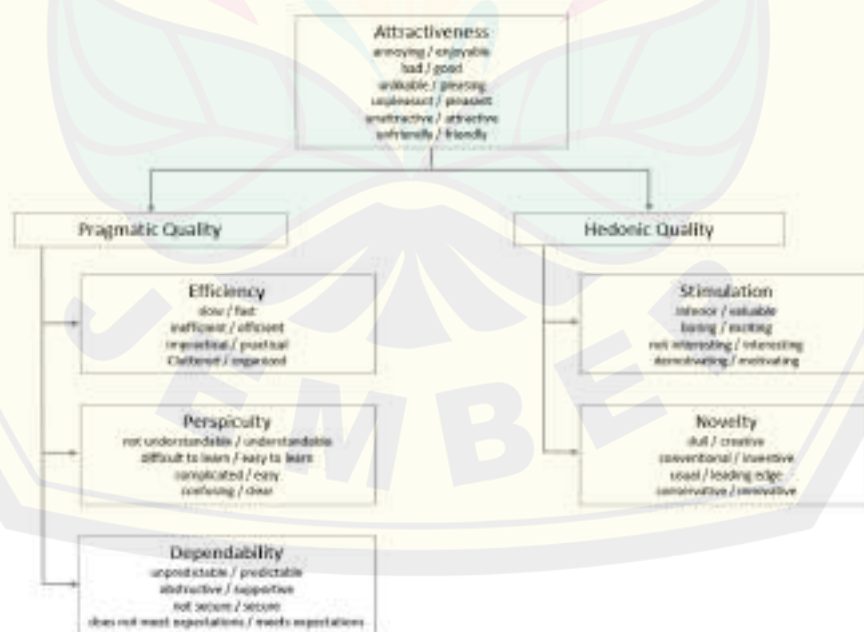 Attractiveness
annoying / enjoyable
bad / good
unlikable / pleasing
unpleasant / pleasant
unattractive / attractive
unfriendly / friendly
Pragmatic Quality
Hedonic Quality
Efficiency
slow / fast
inefficient / efficient
impractical / practical
Cluttered / organized
Stimulation
inferior / valuable
boring / exciting
not interesting / interesting
demotivating / motivating
Perspicuity
not understandable / understandable
difficult to learn / easy to learn
complicated / easy
confusing / clear
Novelty
dull / creative
conventional / inventive
usual / leading edge
conservative / innovative
Dependability
unpredictable / predictable
obstructive / supportive
not secure / secure
does not meet expectations / meets expectations
JEMBER